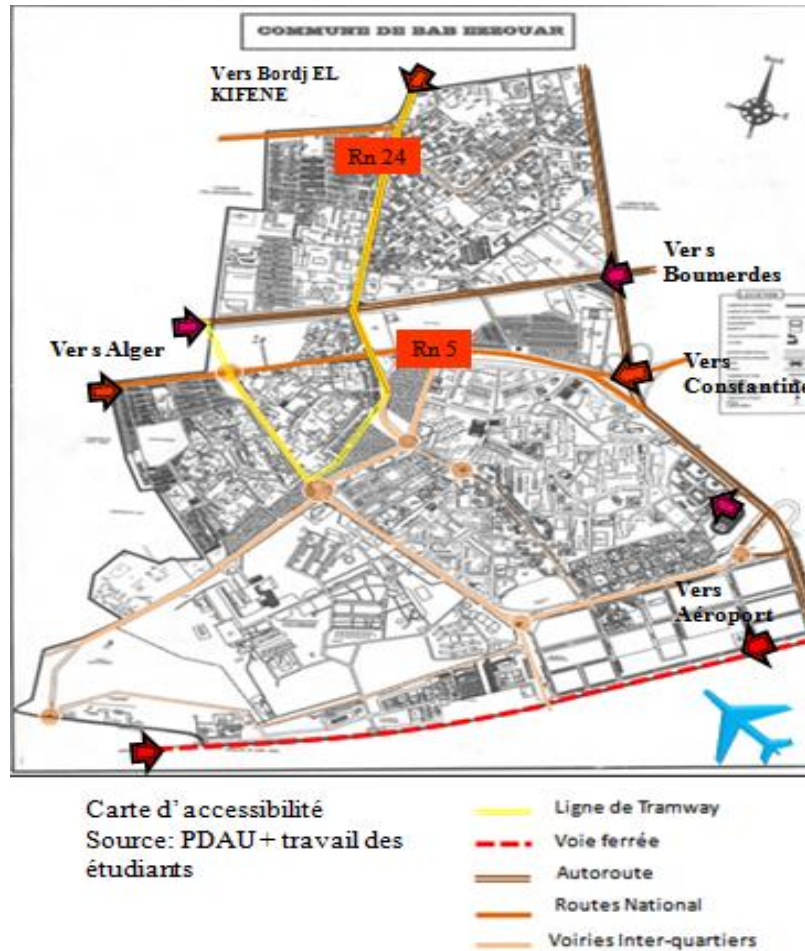 COMMUNE DE BAB EZZOUAR
Vers Bordj EL
KIFENE
Rn 24
Ver s
Boumerdes
Ver s Alger
Rn 5
Vers
Constantine
Vers
Aéroport
Carte d'accessibilité
Source: PDAU + travail des
étudiants
Ligne de Tramway
Voie ferrée
Autoroute
Routes National
Voiries Inter-quartiers